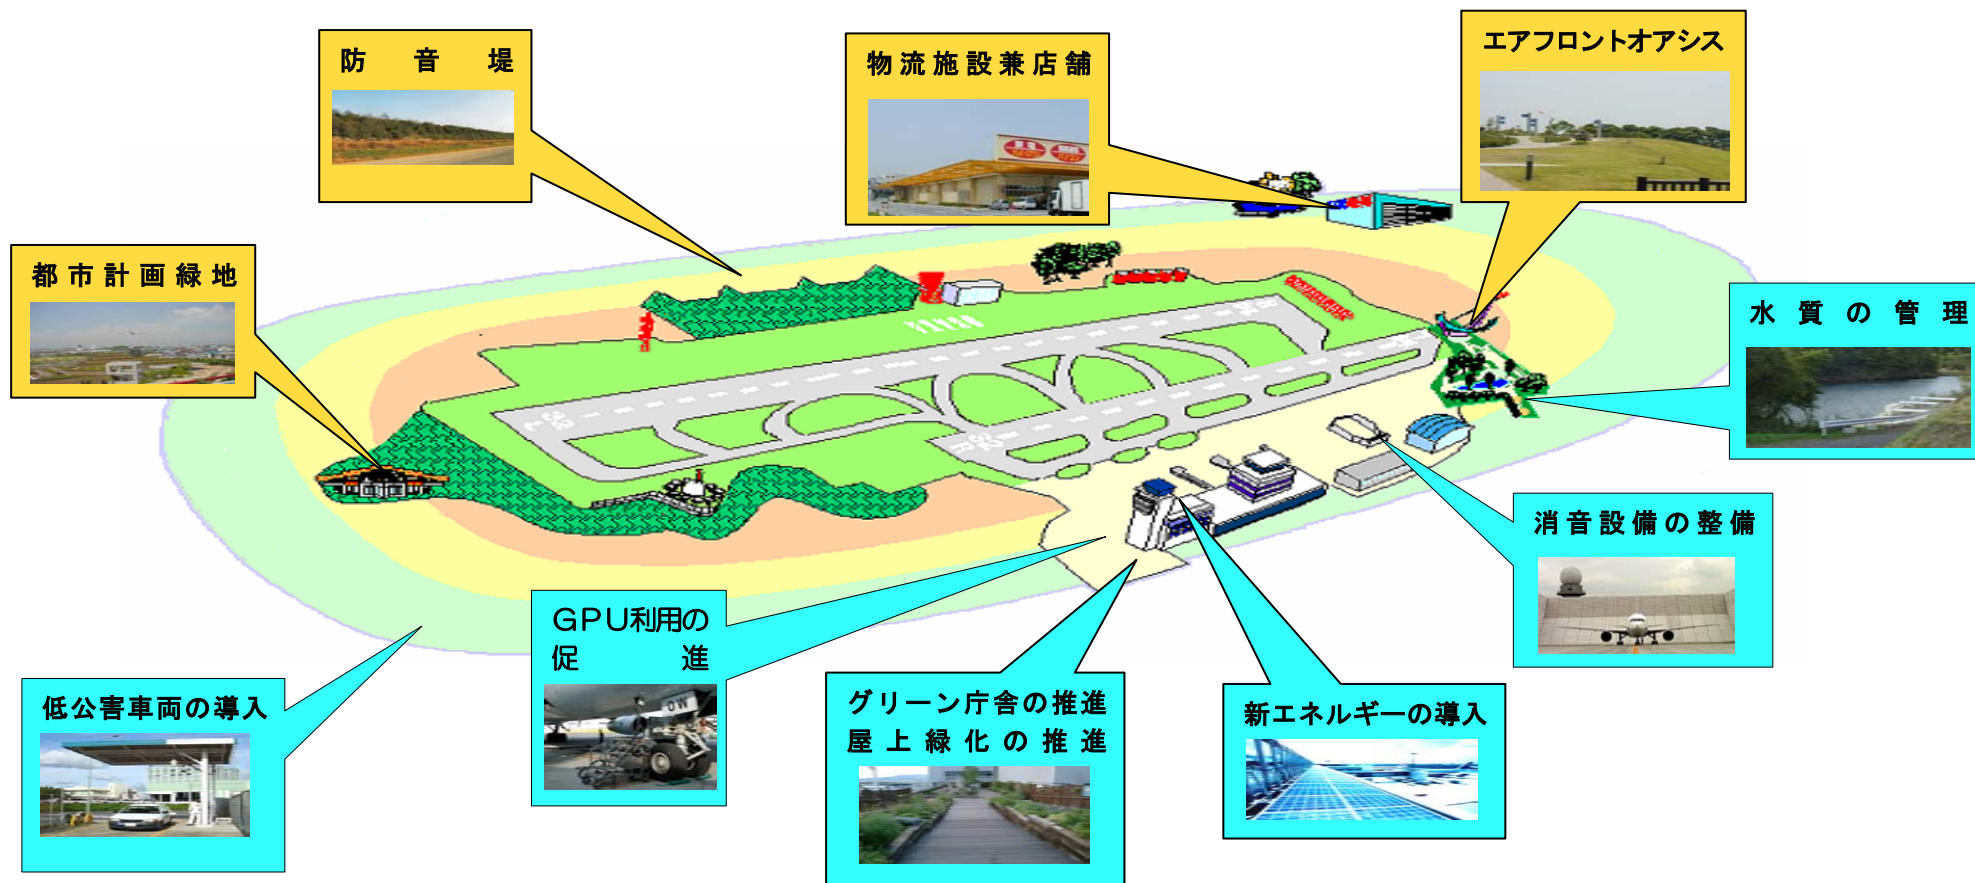 防音堤
物流施設兼店舗
エアフロントオアシス
都市計画緑地
水質の管理
消音設備の整備
GPU利用の
促進
低公害車両の導入
グリーン庁舎の推進
屋上緑化の推進
新エネルギーの導入